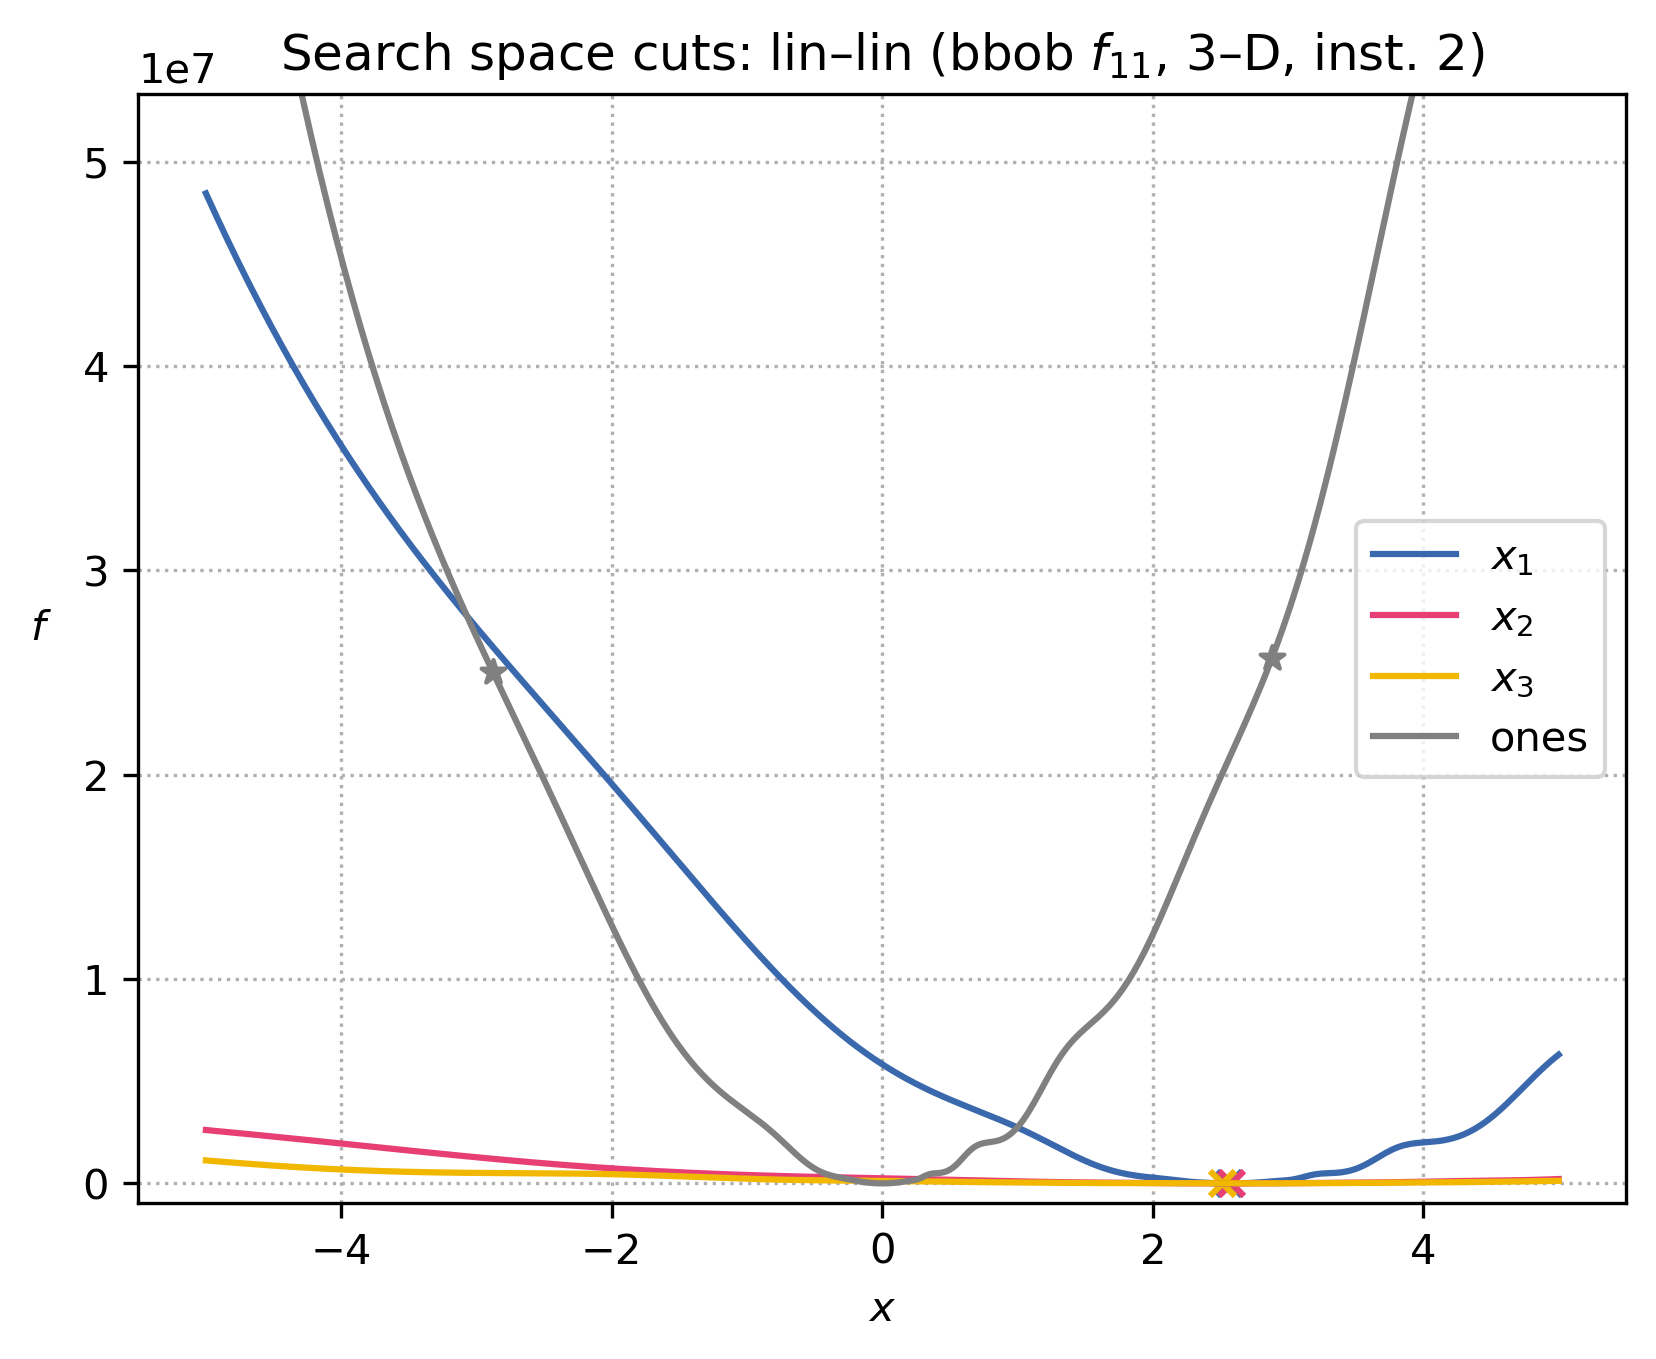 Search space cuts: lin–lin (bbob f₁₁, 3–D, inst. 2)
1e7
5
4
3
2
1
0
f
x₁
x₂
x₃
ones
−4 −2 0 2 4
x